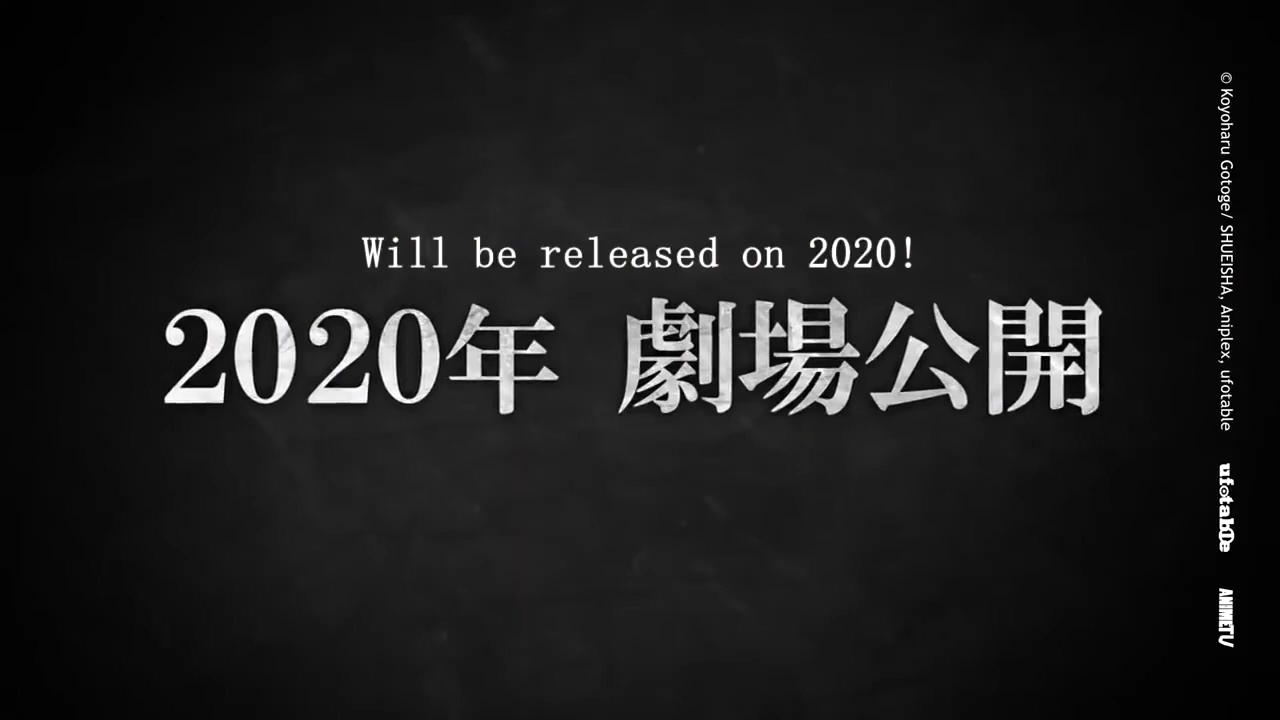 Will be released on 2020!
2020年 劇場公開
© Koyoharu Gotoge/ SHUEISHA, Aniplex, ufotable
ufotable
ANIMETV